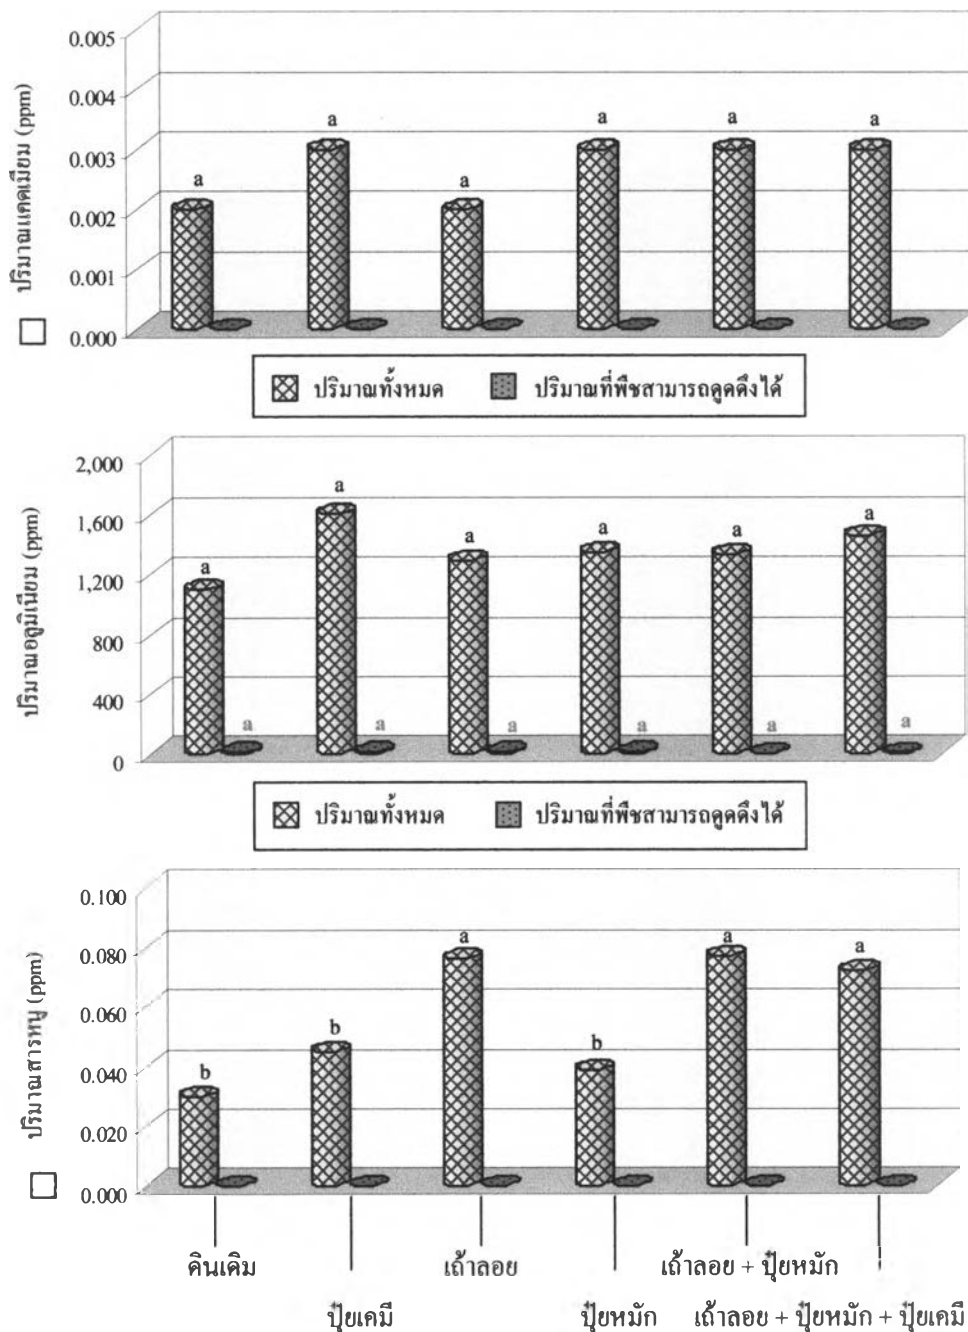 ปริมาณแคดเมียม (ppm)
0.005
0.004
0.003
0.002
0.001
0.000
a a a a a a
ปริมาณทั้งหมด ปริมาณที่พืชสามารถดูดดึงได้
ปริมาณอลูมิเนียม (ppm)
2,000
1,600
1,200
800
400
0
a a a a a a
a a a a a a
ปริมาณทั้งหมด ปริมาณที่พืชสามารถดูดดึงได้
ปริมาณสารหนู (ppm)
0.100
0.080
0.060
0.040
0.020
0.000
b b a b a a
ดินเดิม เถ้าลอย เถ้าลอย + ปุ๋ยหมัก
ปุ๋ยเคมี ปุ๋ยหมัก เถ้าลอย + ปุ๋ยหมัก + ปุ๋ยเคมี